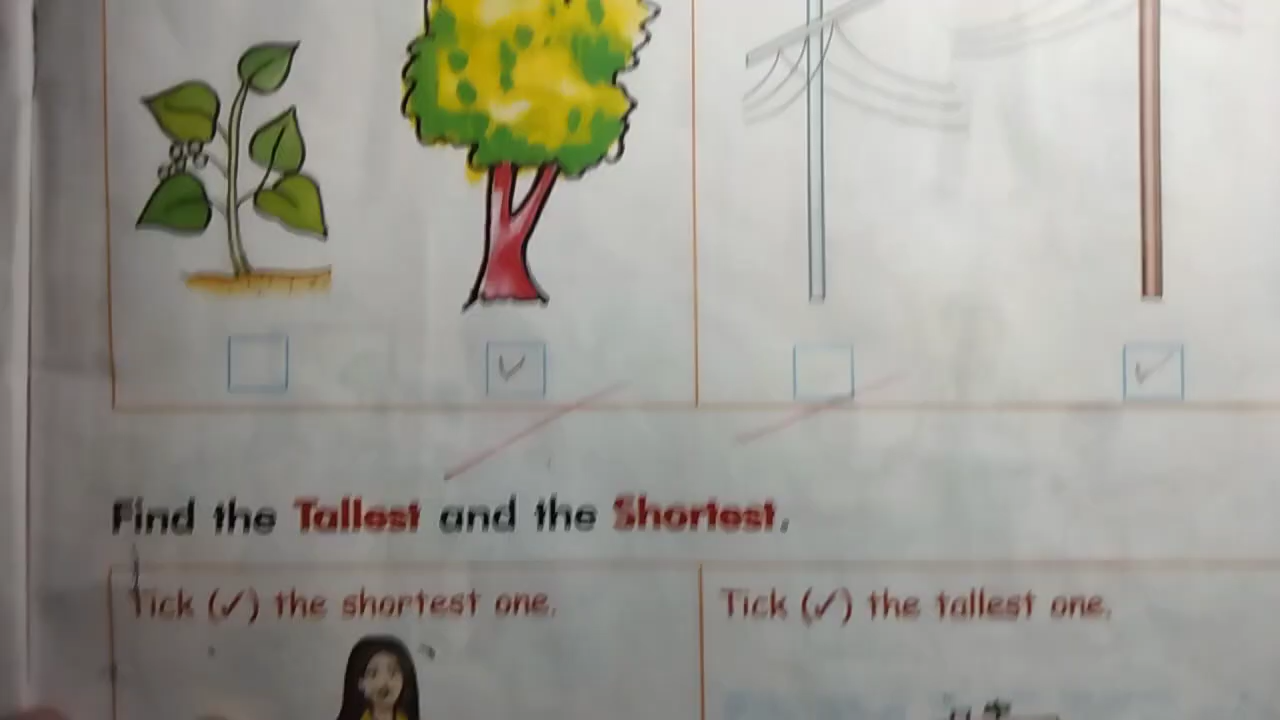 Find the Tallest and the Shortest.
Tick (✓) the shortest one.
Tick (✓) the tallest one.